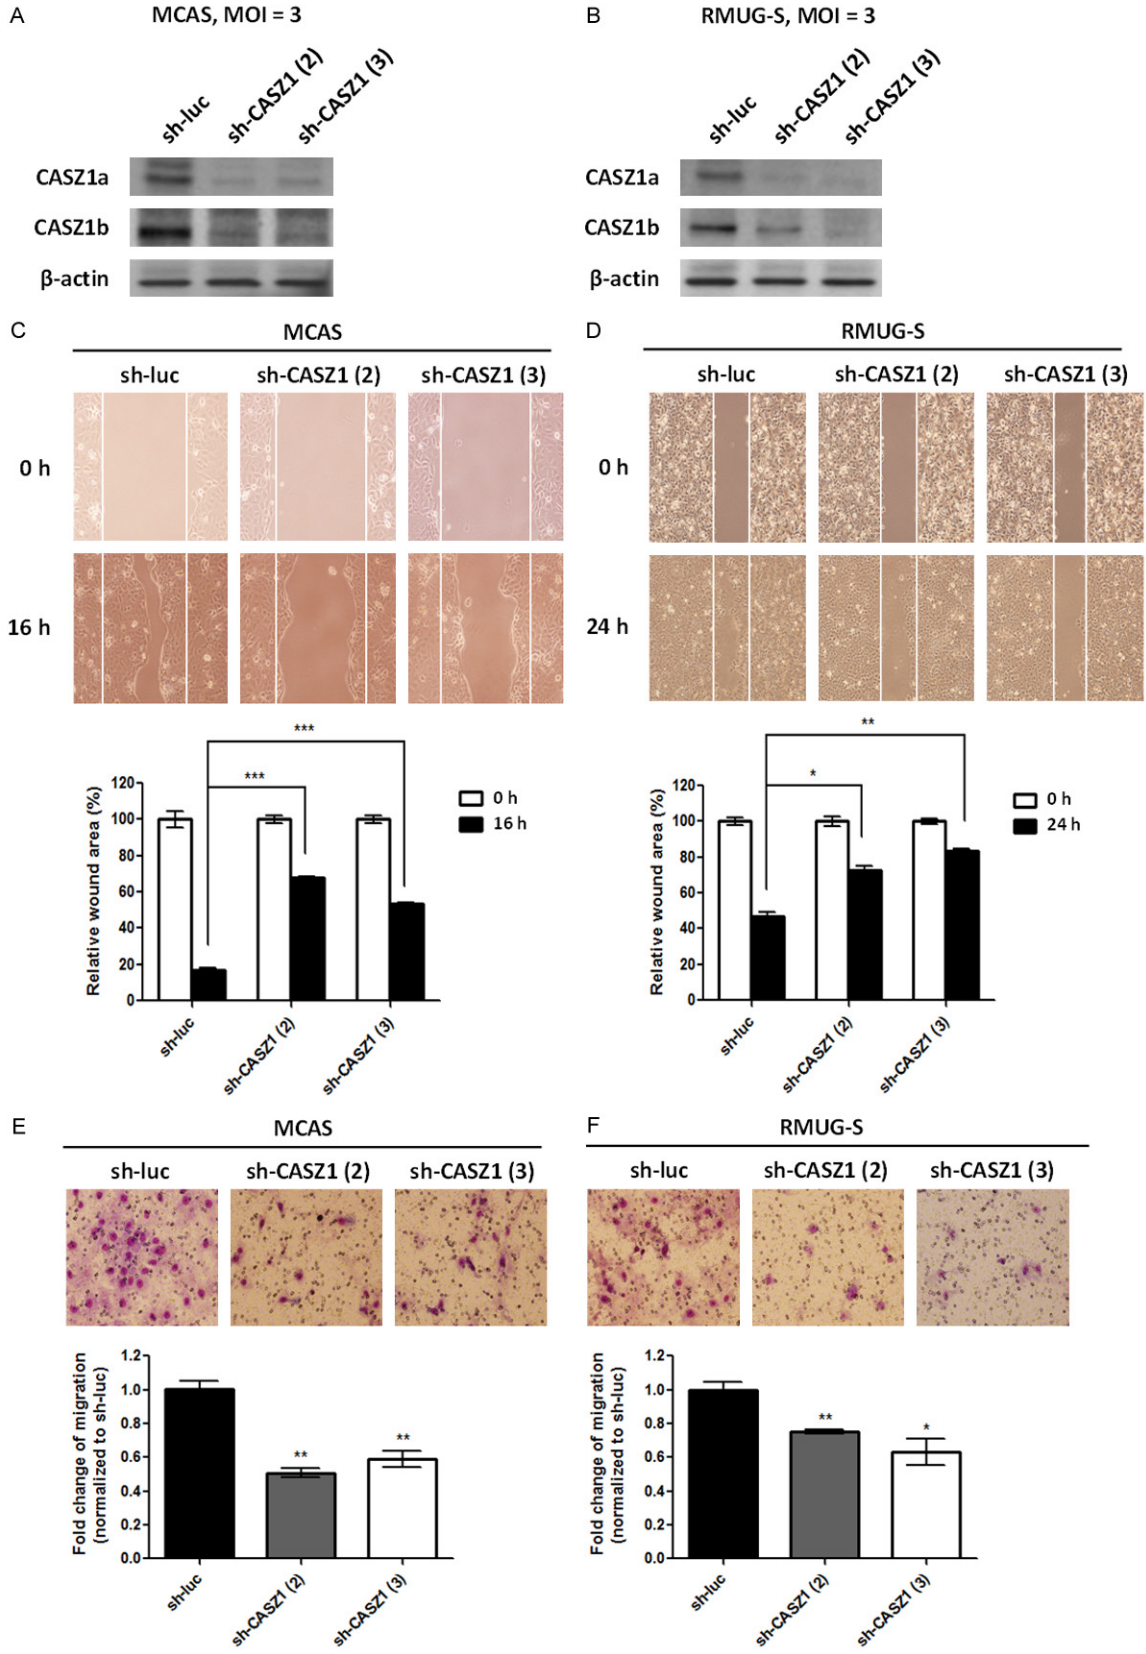 A
MCAS, MOI = 3
sh-luc
sh-CASZ1 (2)
sh-CASZ1 (3)
CASZ1a
CASZ1b
β-actin
B
RMUG-S, MOI = 3
sh-luc
sh-CASZ1 (2)
sh-CASZ1 (3)
CASZ1a
CASZ1b
β-actin
C
MCAS
sh-luc
sh-CASZ1 (2)
sh-CASZ1 (3)
0 h
16 h
***
***
Relative wound area (%)
120
100
80
60
40
20
0
0 h
16 h
sh-luc
sh-CASZ1 (2)
sh-CASZ1 (3)
D
RMUG-S
sh-luc
sh-CASZ1 (2)
sh-CASZ1 (3)
0 h
24 h
**
*
Relative wound area (%)
120
100
80
60
40
20
0
0 h
24 h
sh-luc
sh-CASZ1 (2)
sh-CASZ1 (3)
E
MCAS
sh-luc
sh-CASZ1 (2)
sh-CASZ1 (3)
Fold change of migration
(normalized to sh-luc)
1.2
1.0
0.8
0.6
0.4
0.2
0.0
**
**
sh-luc
sh-CASZ1 (2)
sh-CASZ1 (3)
F
RMUG-S
sh-luc
sh-CASZ1 (2)
sh-CASZ1 (3)
Fold change of migration
(normalized to sh-luc)
1.2
1.0
0.8
0.6
0.4
0.2
0.0
**
*
sh-luc
sh-CASZ1 (2)
sh-CASZ1 (3)